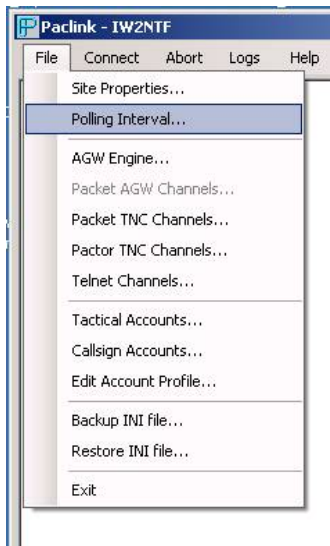 Paclink - IW2NTF
File Connect Abort Logs Help
Site Properties...
Polling Interval...
AGW Engine...
Packet AGW Channels...
Packet TNC Channels...
Pactor TNC Channels...
Telnet Channels...
Tactical Accounts...
Callsign Accounts...
Edit Account Profile...
Backup INI file...
Restore INI file...
Exit